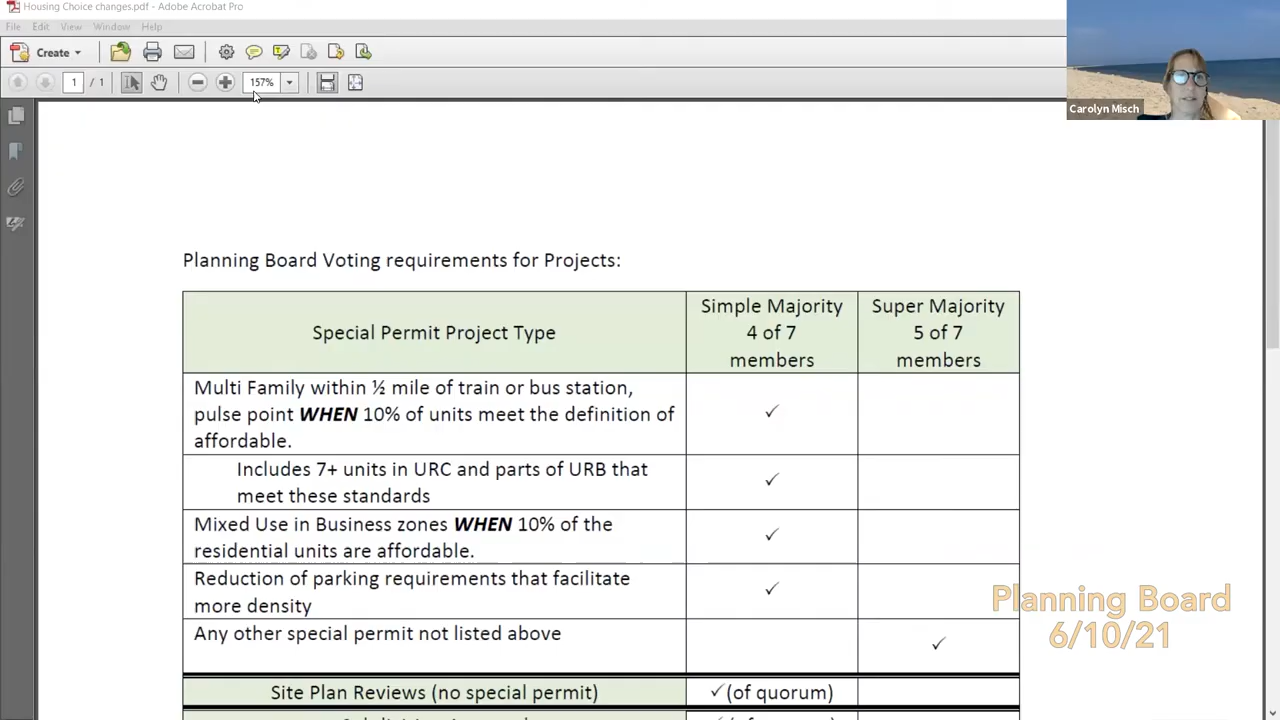 Housing Choice changes.pdf - Adobe Acrobat Pro
File Edit View Window Help
Create
1 / 1 157%
Carolyn Misch
Planning Board Voting requirements for Projects:
Special Permit Project Type
Simple Majority
4 of 7
members
Super Majority
5 of 7
members
Multi Family within ½ mile of train or bus station,
pulse point WHEN 10% of units meet the definition of
affordable.
✓
Includes 7+ units in URC and parts of URB that
meet these standards
✓
Mixed Use in Business zones WHEN 10% of the
residential units are affordable.
✓
Reduction of parking requirements that facilitate
more density
✓
Any other special permit not listed above
✓
Site Plan Reviews (no special permit)
✓(of quorum)
Planning Board
6/10/21